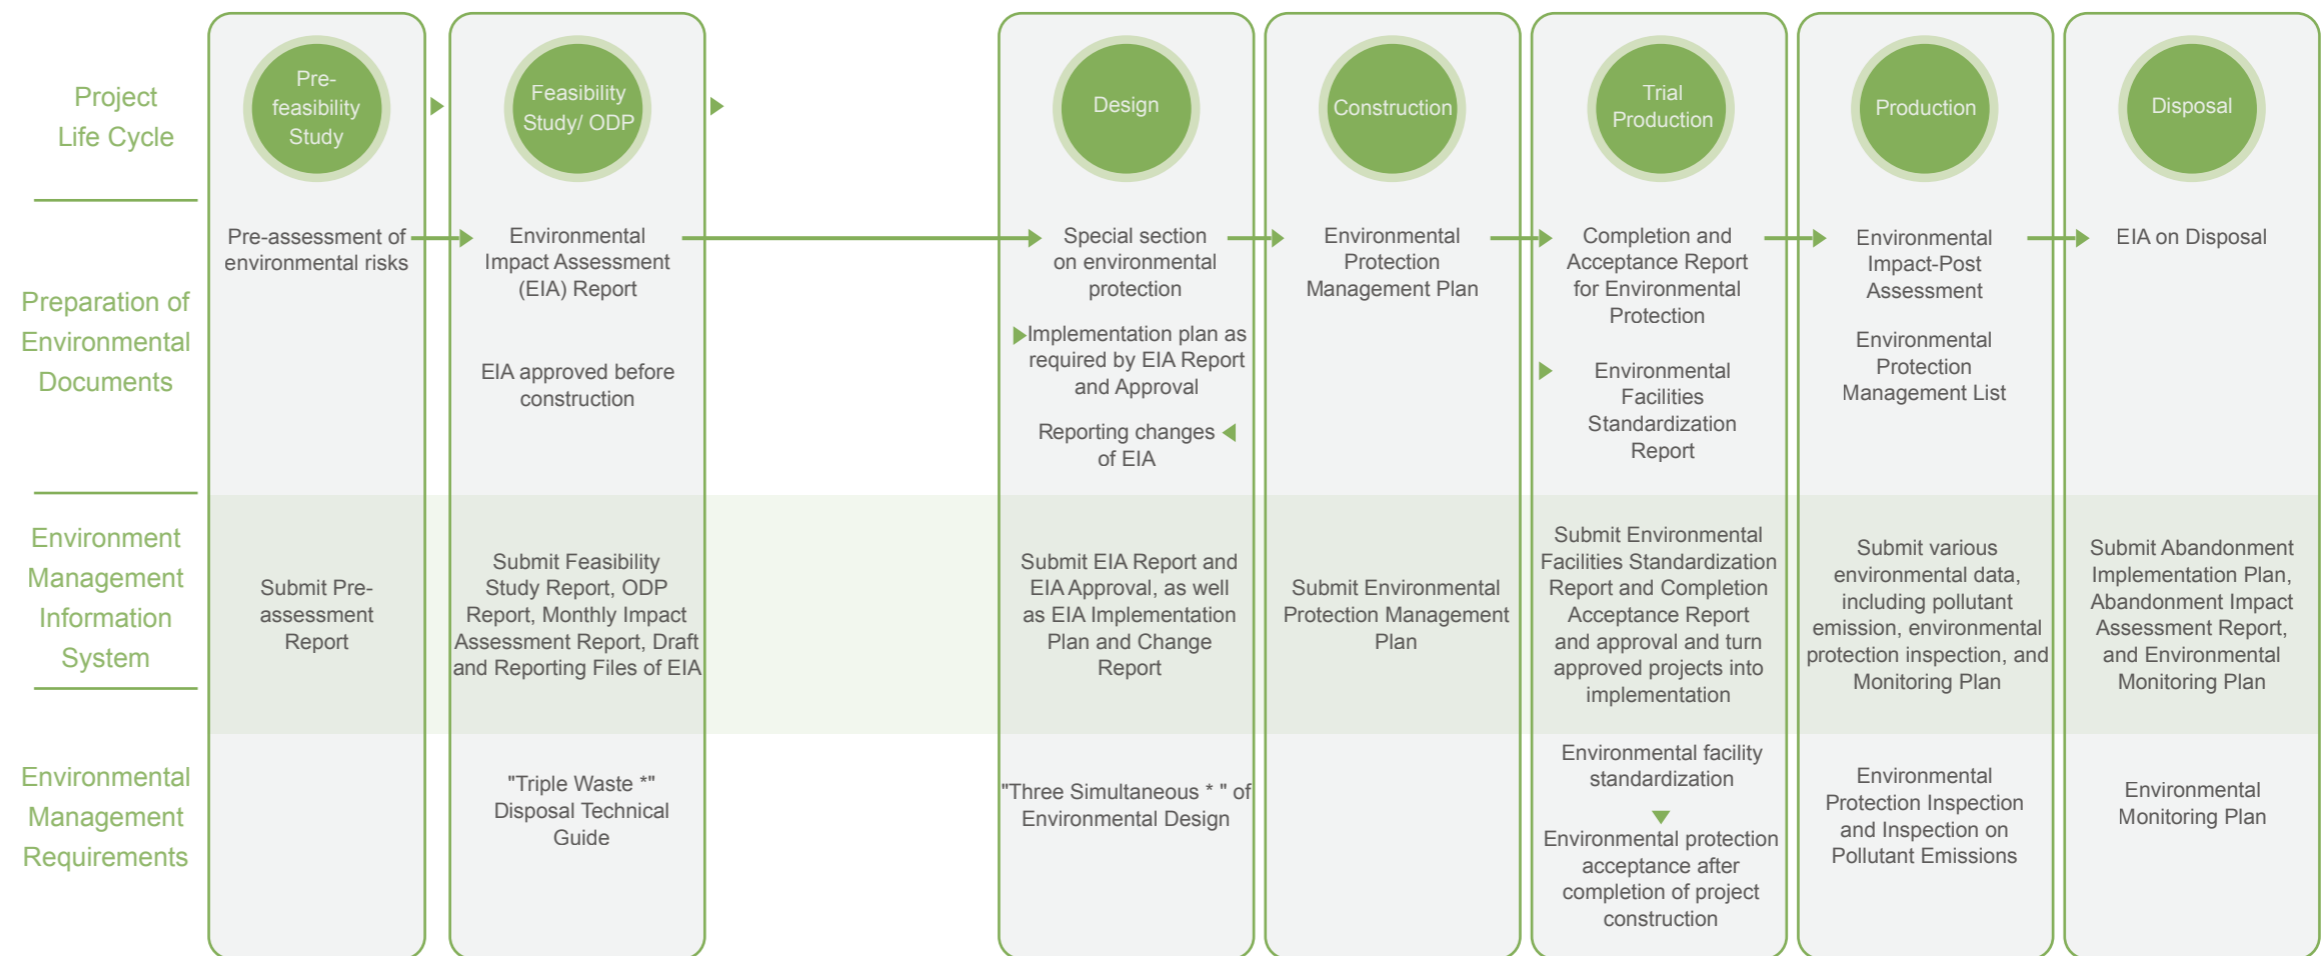 Project
Life Cycle
Pre-
feasibility
Study
Feasibility
Study/ ODP
Design
Construction
Trial
Production
Production
Disposal
Preparation of
Environmental
Documents
Pre-assessment of
environmental risks
Environmental
Impact Assessment
(EIA) Report
EIA approved before
construction
Special section
on environmental
protection
Implementation plan as
required by EIA Report
and Approval
Reporting changes
of EIA
Environmental
Protection
Management Plan
Completion and
Acceptance Report
for Environmental
Protection
Environmental
Facilities
Standardization
Report
Environmental
Impact-Post
Assessment
Environmental
Protection
Management List
EIA on Disposal
Environment
Management
Information
System
Submit Pre-
assessment
Report
Submit Feasibility
Study Report, ODP
Report, Monthly Impact
Assessment Report, Draft
and Reporting Files of EIA
Submit EIA Report and
EIA Approval, as well
as EIA Implementation
Plan and Change
Report
Submit Environmental
Protection Management
Plan
Submit Environmental
Facilities Standardization
Report and Completion
Acceptance Report
and approval and turn
approved projects into
implementation
Submit various
environmental data,
including pollutant
emission, environmental
protection inspection, and
Monitoring Plan
Submit Abandonment
Implementation Plan,
Abandonment Impact
Assessment Report,
and Environmental
Monitoring Plan
Environmental
Management
Requirements
"Triple Waste *"
Disposal Technical
Guide
"Three Simultaneous * " of
Environmental Design
Environmental facility
standardization
Environmental protection
acceptance after
completion of project
construction
Environmental
Protection Inspection
and Inspection on
Pollutant Emissions
Environmental
Monitoring Plan